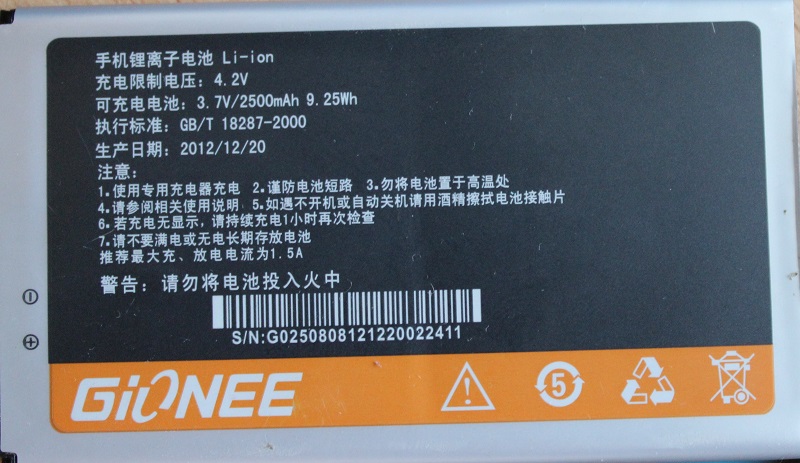 手机锂离子电池 Li-ion
充电限制电压：4.2V
可充电电池：3.7V/2500mAh 9.25Wh
执行标准：GB/T 18287-2000
生产日期：2012/12/20
注意：
1.使用专用充电器充电 2.谨防电池短路 3.勿将电池置于高温处
4.请参阅相关使用说明 5.如遇不开机或自动关机请用酒精擦拭电池接触片
6.若充电无显示，请持续充电1小时再次检查
7.请不要满电或无电长期存放电池
推荐最大充、放电电流为1.5A
警告：请勿将电池投入火中
S/N:G0250808121220022411
GiONEE
5